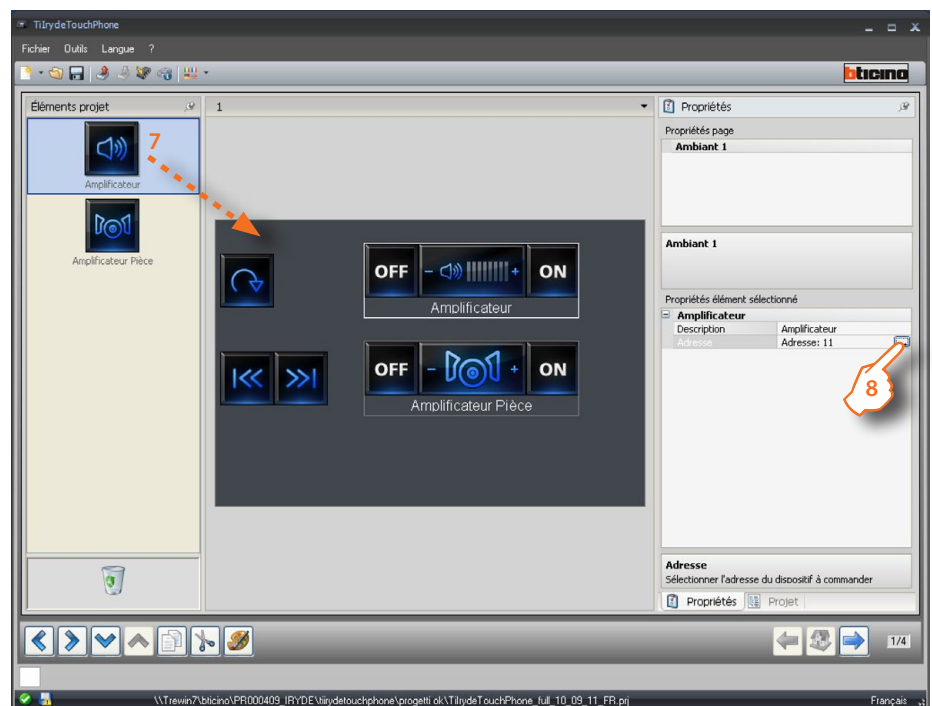 TiIrydeTouchPhone
Fichier Outils Langue ?
bticino
Éléments projet
1
Propriétés
7
Amplificateur
Amplificateur Pièce
OFF - + ON
Amplificateur
OFF - + ON
Amplificateur Pièce
Propriétés page
Ambiant 1
Ambiant 1
Propriétés élément sélectionné
Amplificateur
Description Amplificateur
Adresse Adresse: 11
8
Adresse
Sélectionner l'adresse du dispositif à commander
Propriétés Projet
1/4
\\Trewin7\bticino\PR000409_IRYDE\tiirydetouchphone\progetti ok\TiIrydeTouchPhone_full_10_09_11_FR.prj
Français